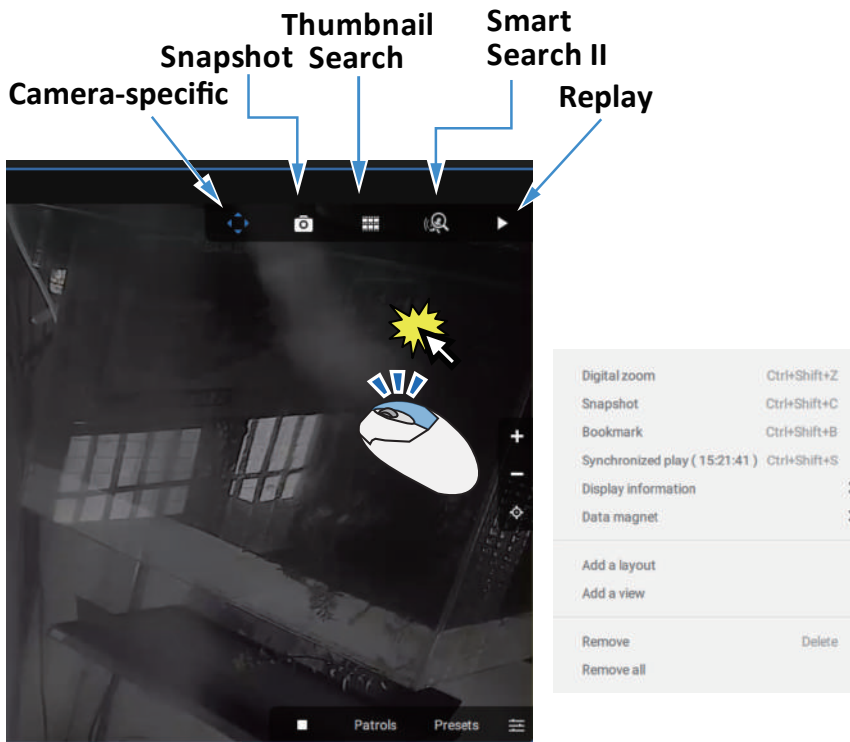 Thumbnail
Search
Smart
Search II
Snapshot
Camera-specific
Replay
Digital zoom Ctrl+Shift+Z
Snapshot Ctrl+Shift+C
Bookmark Ctrl+Shift+B
Synchronized play ( 15:21:41 ) Ctrl+Shift+S
Display information
Data magnet
Add a layout
Add a view
Remove Delete
Remove all
Patrols Presets